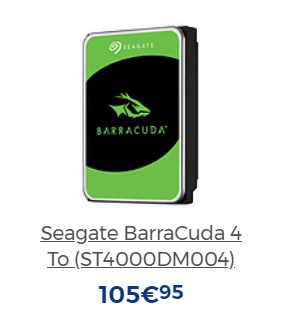 SEAGATE
BARRACUDA
Seagate BarraCuda 4
To (ST4000DM004)
105€95